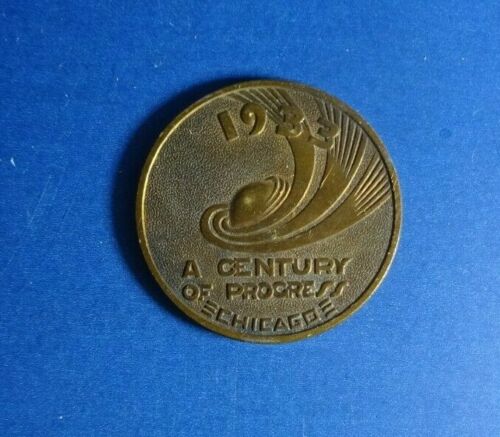 1933
A CENTURY
OF PROGRESS
CHICAGO